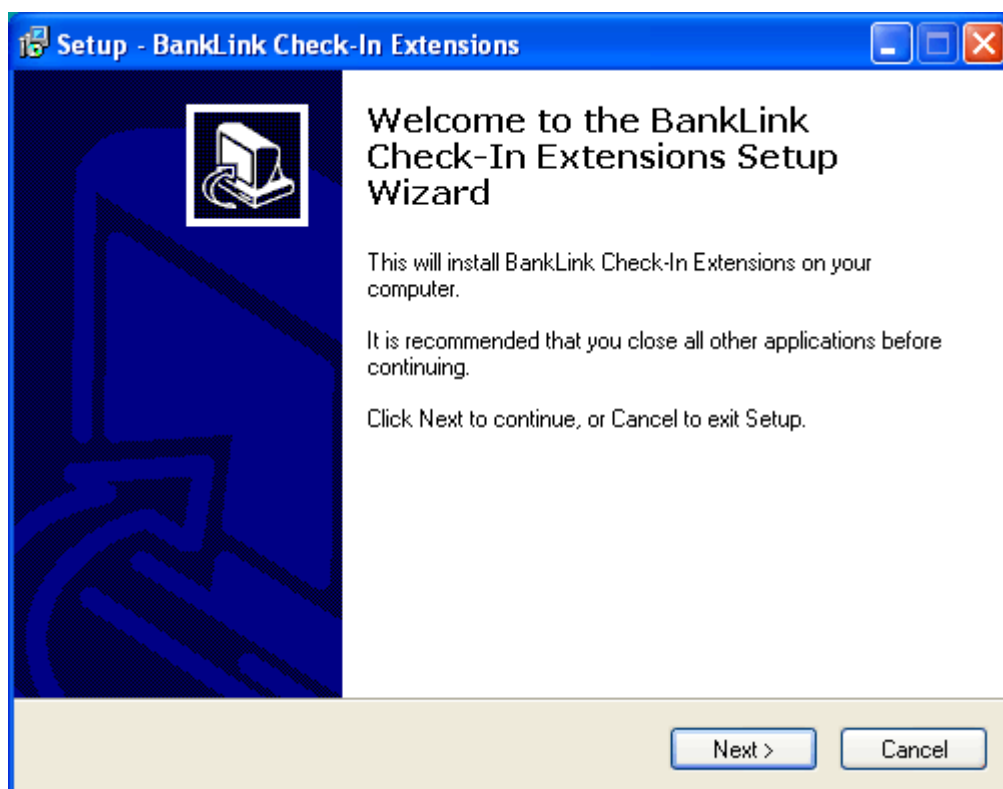 Setup - BankLink Check-In Extensions
Welcome to the BankLink
Check-In Extensions Setup
Wizard
This will install BankLink Check-In Extensions on your
computer.
It is recommended that you close all other applications before
continuing.
Click Next to continue, or Cancel to exit Setup.
Next >
Cancel